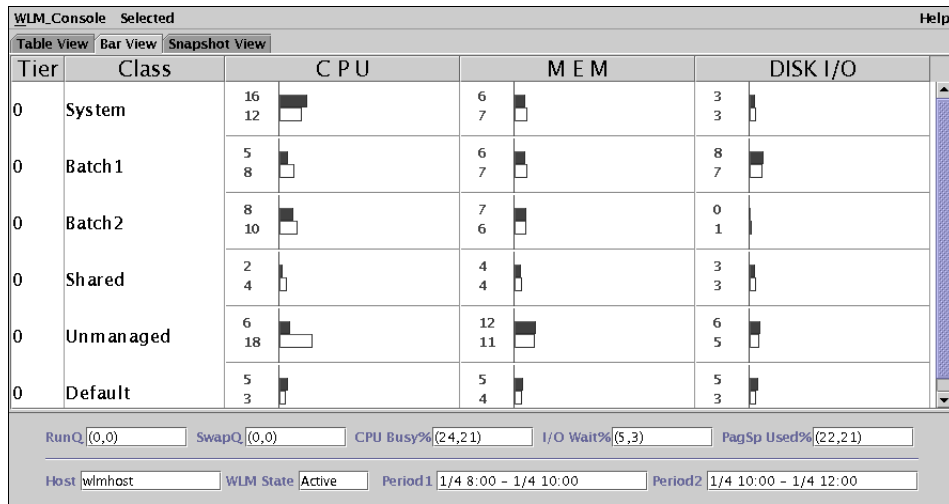 WLM_Console Selected Help
Table View Bar View Snapshot View
Tier Class C P U M E M DISK I/O
0 System 16 12 6 7 3 3
0 Batch1 5 8 6 7 8 7
0 Batch2 8 10 7 6 0 1
0 Shared 2 4 4 4 3 3
0 Unmanaged 6 18 12 11 6 5
0 Default 5 3 5 4 5 3
RunQ (0,0) SwapQ (0,0) CPU Busy% (24,21) I/O Wait% (5,3) PagSp Used% (22,21)
Host wlmhost WLM State Active Period1 1/4 8:00 - 1/4 10:00 Period2 1/4 10:00 - 1/4 12:00